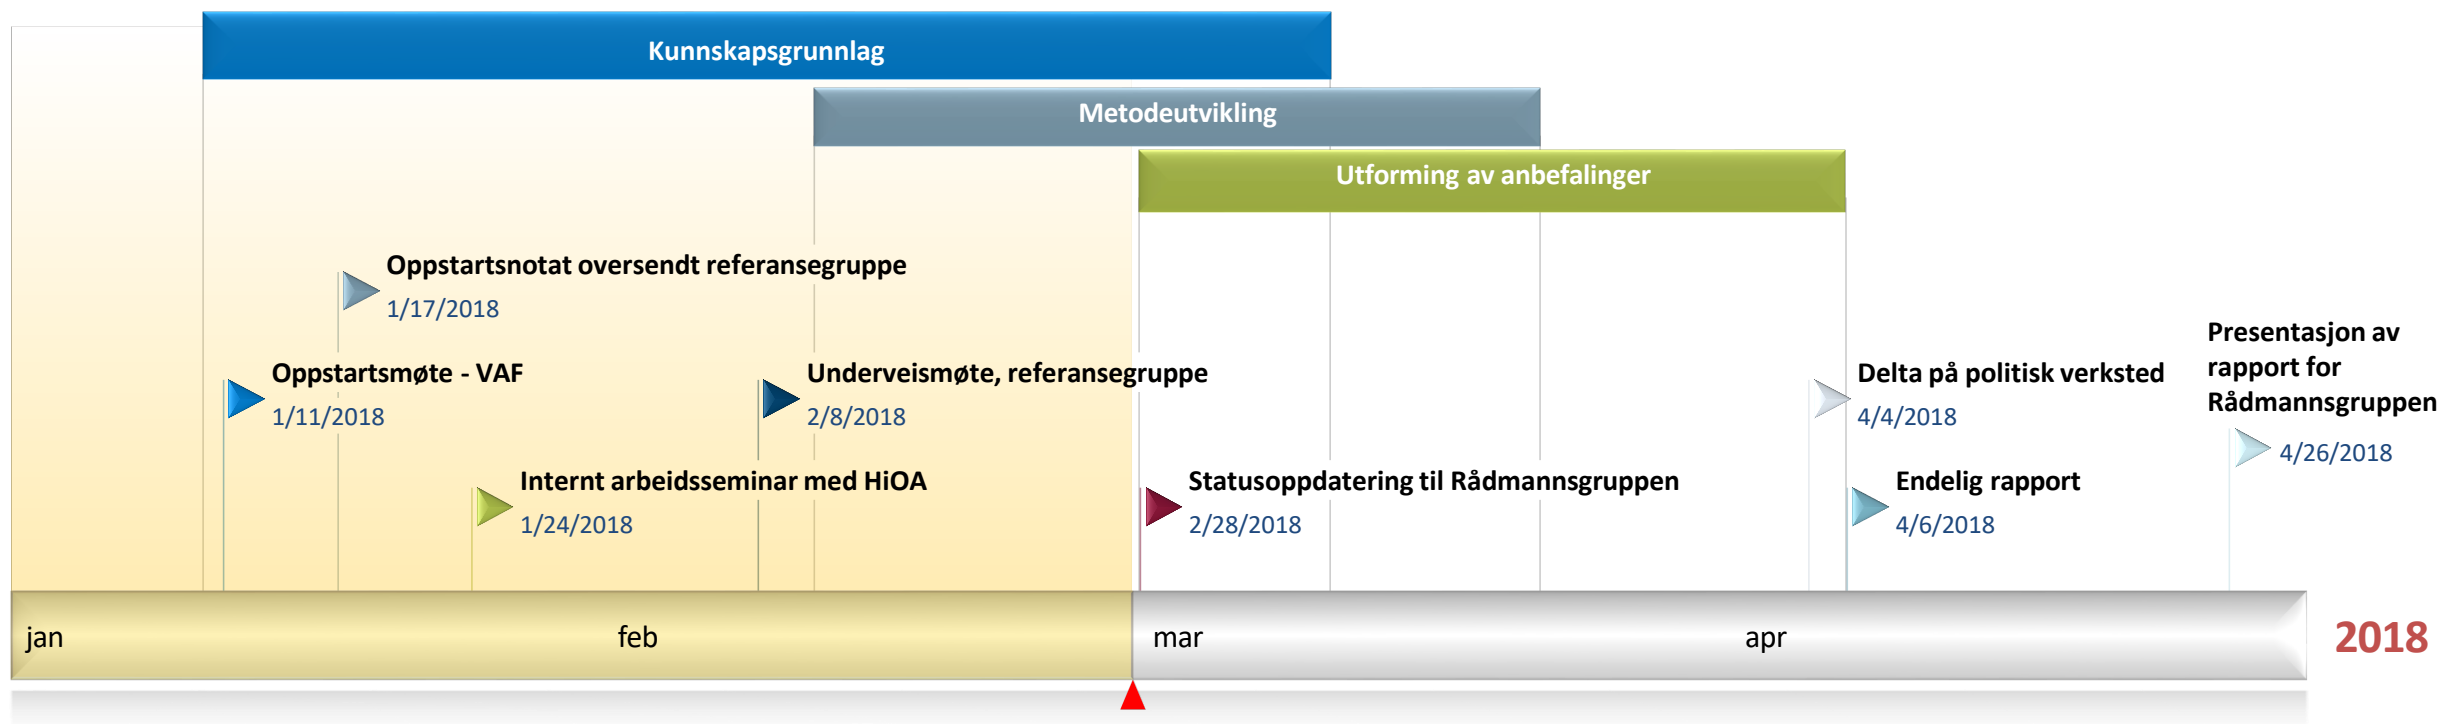 Kunnskapsgrunnlag
Metodeutvikling
Utforming av anbefalinger
Oppstartsnotat oversendt referansegruppe
1/17/2018
Oppstartsmøte - VAF
1/11/2018
Underveismøte, referansegruppe
2/8/2018
Internt arbeidsseminar med HiOA
1/24/2018
Statusoppdatering til Rådmannsgruppen
2/28/2018
Delta på politisk verksted
4/4/2018
Endelig rapport
4/6/2018
Presentasjon av
rapport for
Rådmannsgruppen
4/26/2018
jan
feb
mar
apr
2018